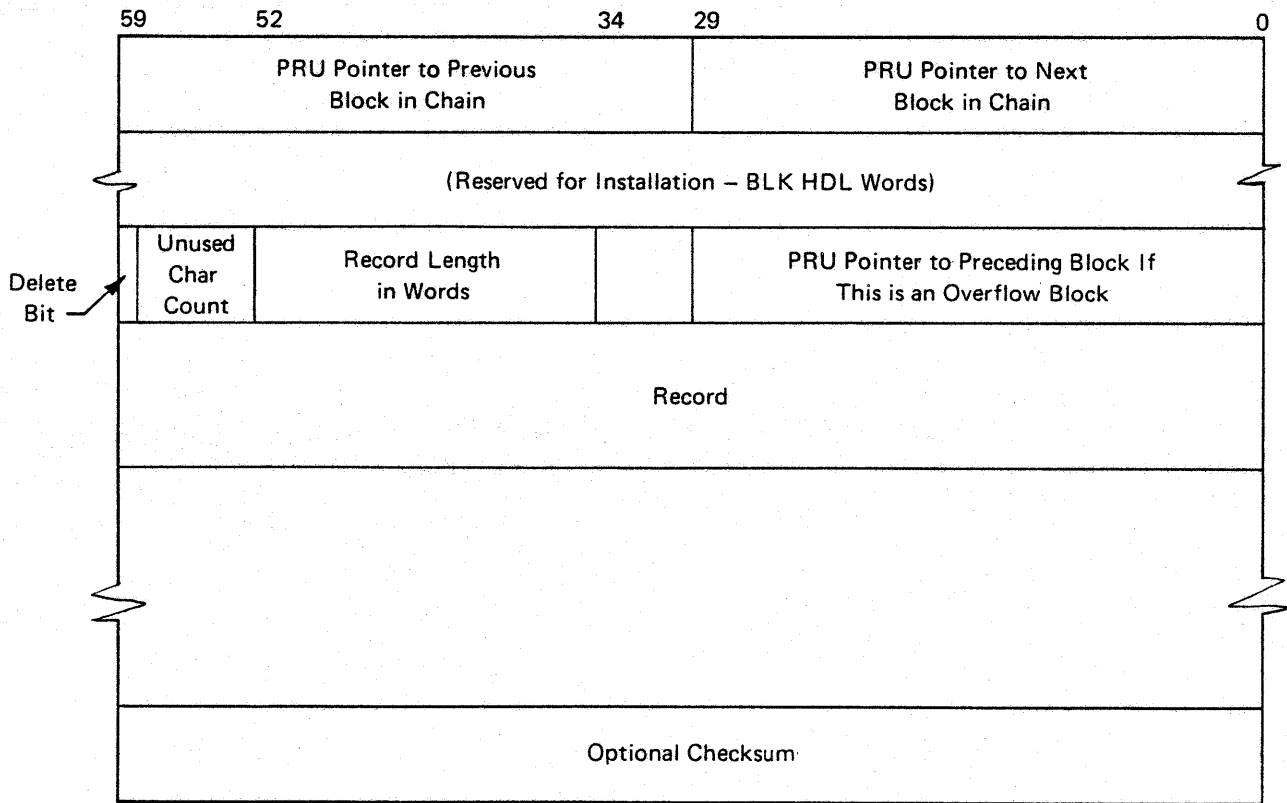 59 52 34 29 0
PRU Pointer to Previous
Block in Chain
PRU Pointer to Next
Block in Chain
(Reserved for Installation – BLK HDL Words)
Delete
Bit
Unused
Char
Count
Record Length
in Words
PRU Pointer to Preceding Block If
This is an Overflow Block
Record
Optional Checksum